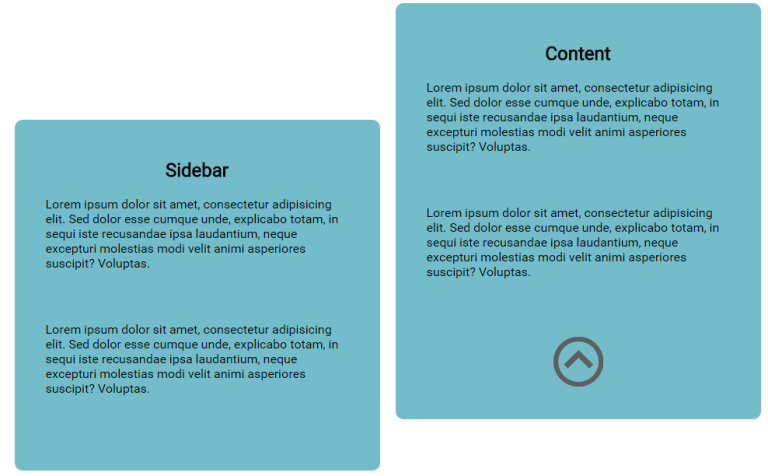 Sidebar
Lorem ipsum dolor sit amet, consectetur adipisicing
elit. Sed dolor esse cumque unde, explicabo totam, in
sequi iste recusandae ipsa laudantium, neque
excepturi molestias modi velit animi asperiores
suscipit? Voluptas.
Lorem ipsum dolor sit amet, consectetur adipisicing
elit. Sed dolor esse cumque unde, explicabo totam, in
sequi iste recusandae ipsa laudantium, neque
excepturi molestias modi velit animi asperiores
suscipit? Voluptas.
Content
Lorem ipsum dolor sit amet, consectetur adipisicing
elit. Sed dolor esse cumque unde, explicabo totam, in
sequi iste recusandae ipsa laudantium, neque
excepturi molestias modi velit animi asperiores
suscipit? Voluptas.
Lorem ipsum dolor sit amet, consectetur adipisicing
elit. Sed dolor esse cumque unde, explicabo totam, in
sequi iste recusandae ipsa laudantium, neque
excepturi molestias modi velit animi asperiores
suscipit? Voluptas.